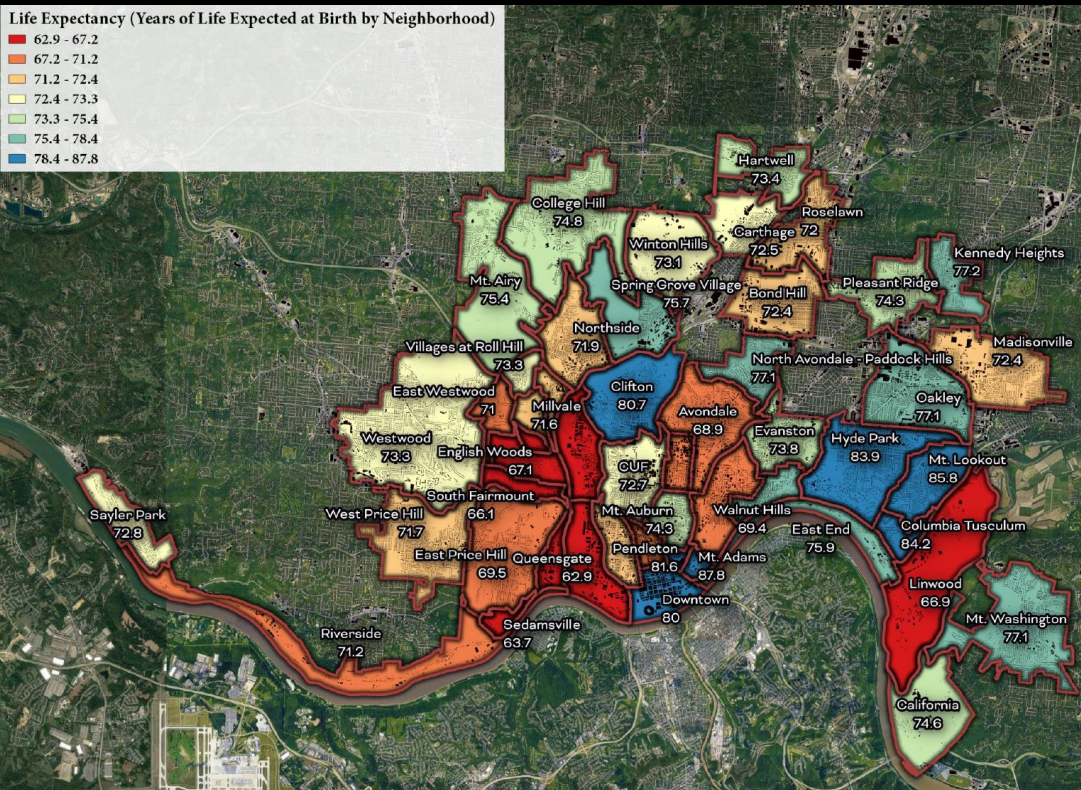 Life Expectancy (Years of Life Expected at Birth by Neighborhood)
62.9 - 67.2
67.2 - 71.2
71.2 - 72.4
72.4 - 73.3
73.3 - 75.4
75.4 - 78.4
78.4 - 87.8
Hartwell
73.4
College Hill
74.8
Roselawn
72
Carthage
72.5
Winton Hills
73.1
Kennedy Heights
77.2
Mt. Airy
75.4
Spring Grove Village
75.7
Pleasant Ridge
74.3
Bond Hill
72.4
Northside
71.9
Madisonville
72.4
Villages at Roll Hill
73.3
North Avondale - Paddock Hills
77.1
East Westwood
71
Clifton
80.7
Oakley
77.1
Millvale
71.6
Avondale
68.9
Westwood
73.3
Evanston
73.8
Hyde Park
83.9
English Woods
67.1
Mt. Lookout
85.8
CUF
72.7
South Fairmount
66.1
West Price Hill
71.7
Mt. Auburn
74.3
Walnut Hills
69.4
Sayler Park
72.8
East End
75.9
Columbia Tusculum
84.2
East Price Hill
69.5
Queensgate
62.9
Pendleton
81.6
Mt. Adams
87.8
Linwood
66.9
Downtown
80
Sedamsville
63.7
Mt. Washington
77.1
Riverside
71.2
California
74.6